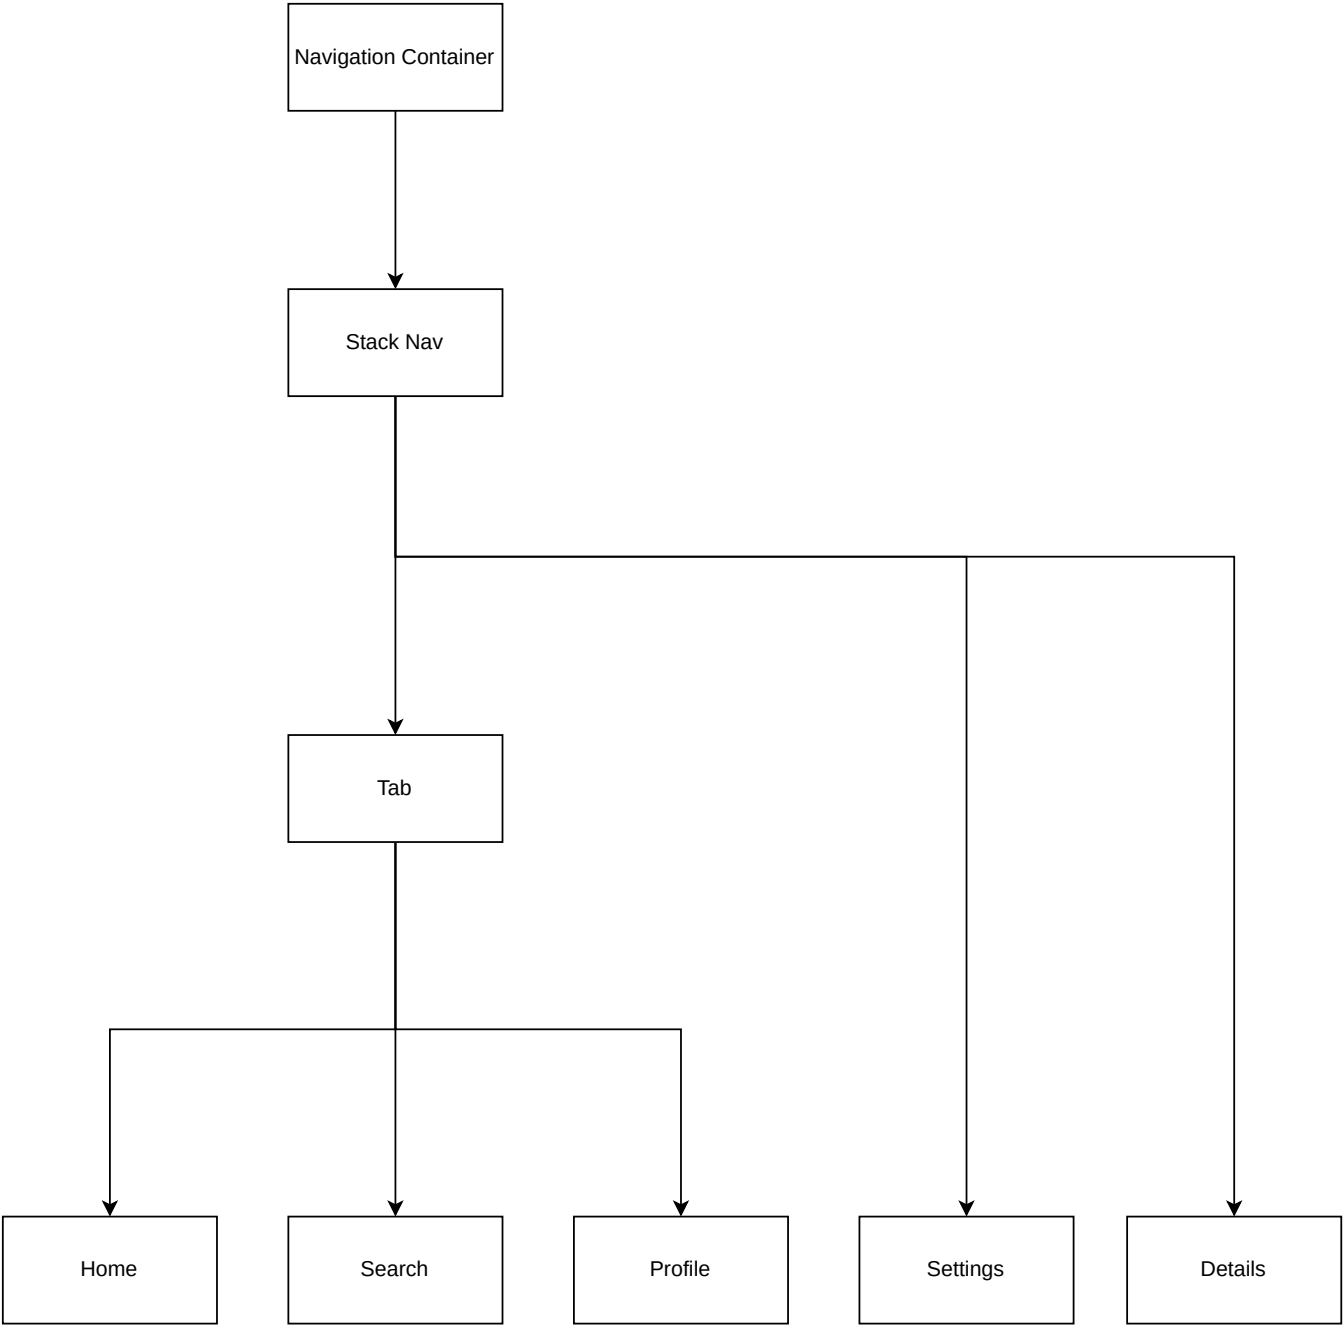 Navigation Container
Stack Nav
Tab
Home
Search
Profile
Settings
Details